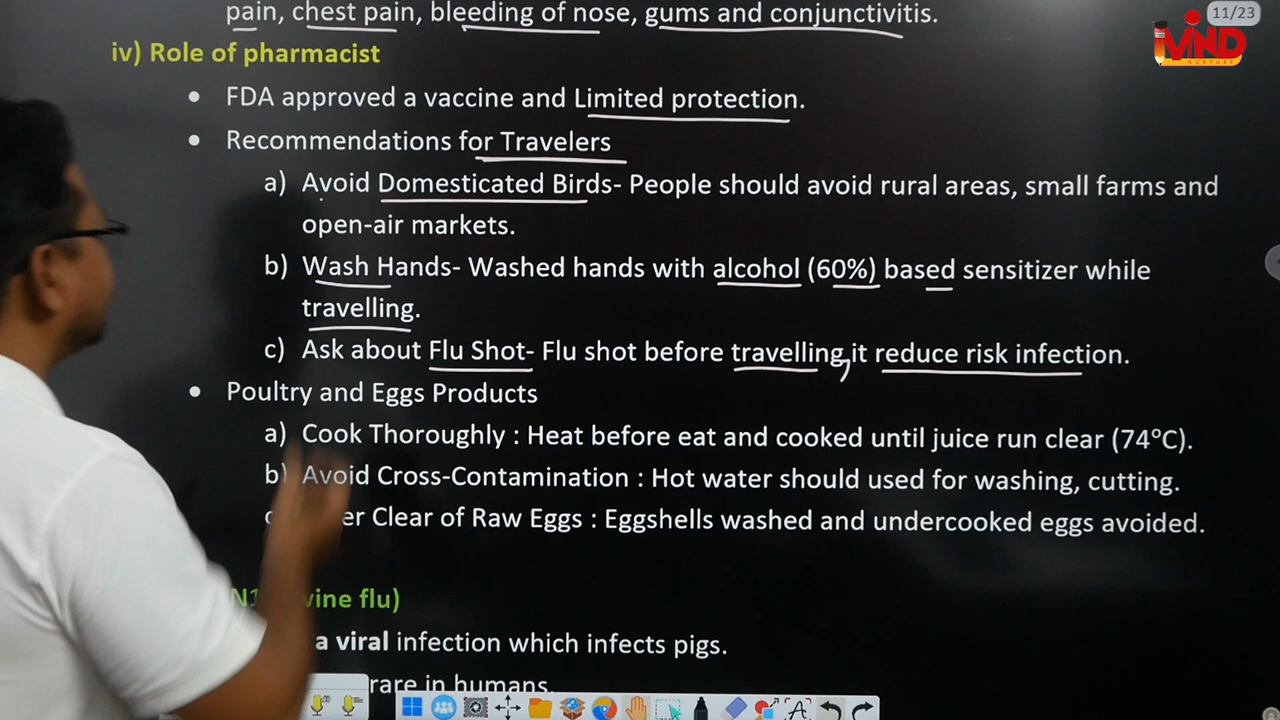 pain, chest pain, bleeding of nose, gums and conjunctivitis.
11/23
MIND
NURTURE
iv) Role of pharmacist
• FDA approved a vaccine and Limited protection.
• Recommendations for Travelers
a) Avoid Domesticated Birds- People should avoid rural areas, small farms and
open-air markets.
b) Wash Hands- Washed hands with alcohol (60%) based sensitizer while
travelling.
c) Ask about Flu Shot- Flu shot before travelling, it reduce risk infection.
• Poultry and Eggs Products
a) Cook Thoroughly : Heat before eat and cooked until juice run clear (74°C).
b) Avoid Cross-Contamination : Hot water should used for washing, cutting.
Clear of Raw Eggs : Eggshells washed and undercooked eggs avoided.
flu)
a viral infection which infects pigs.
rare in humans.